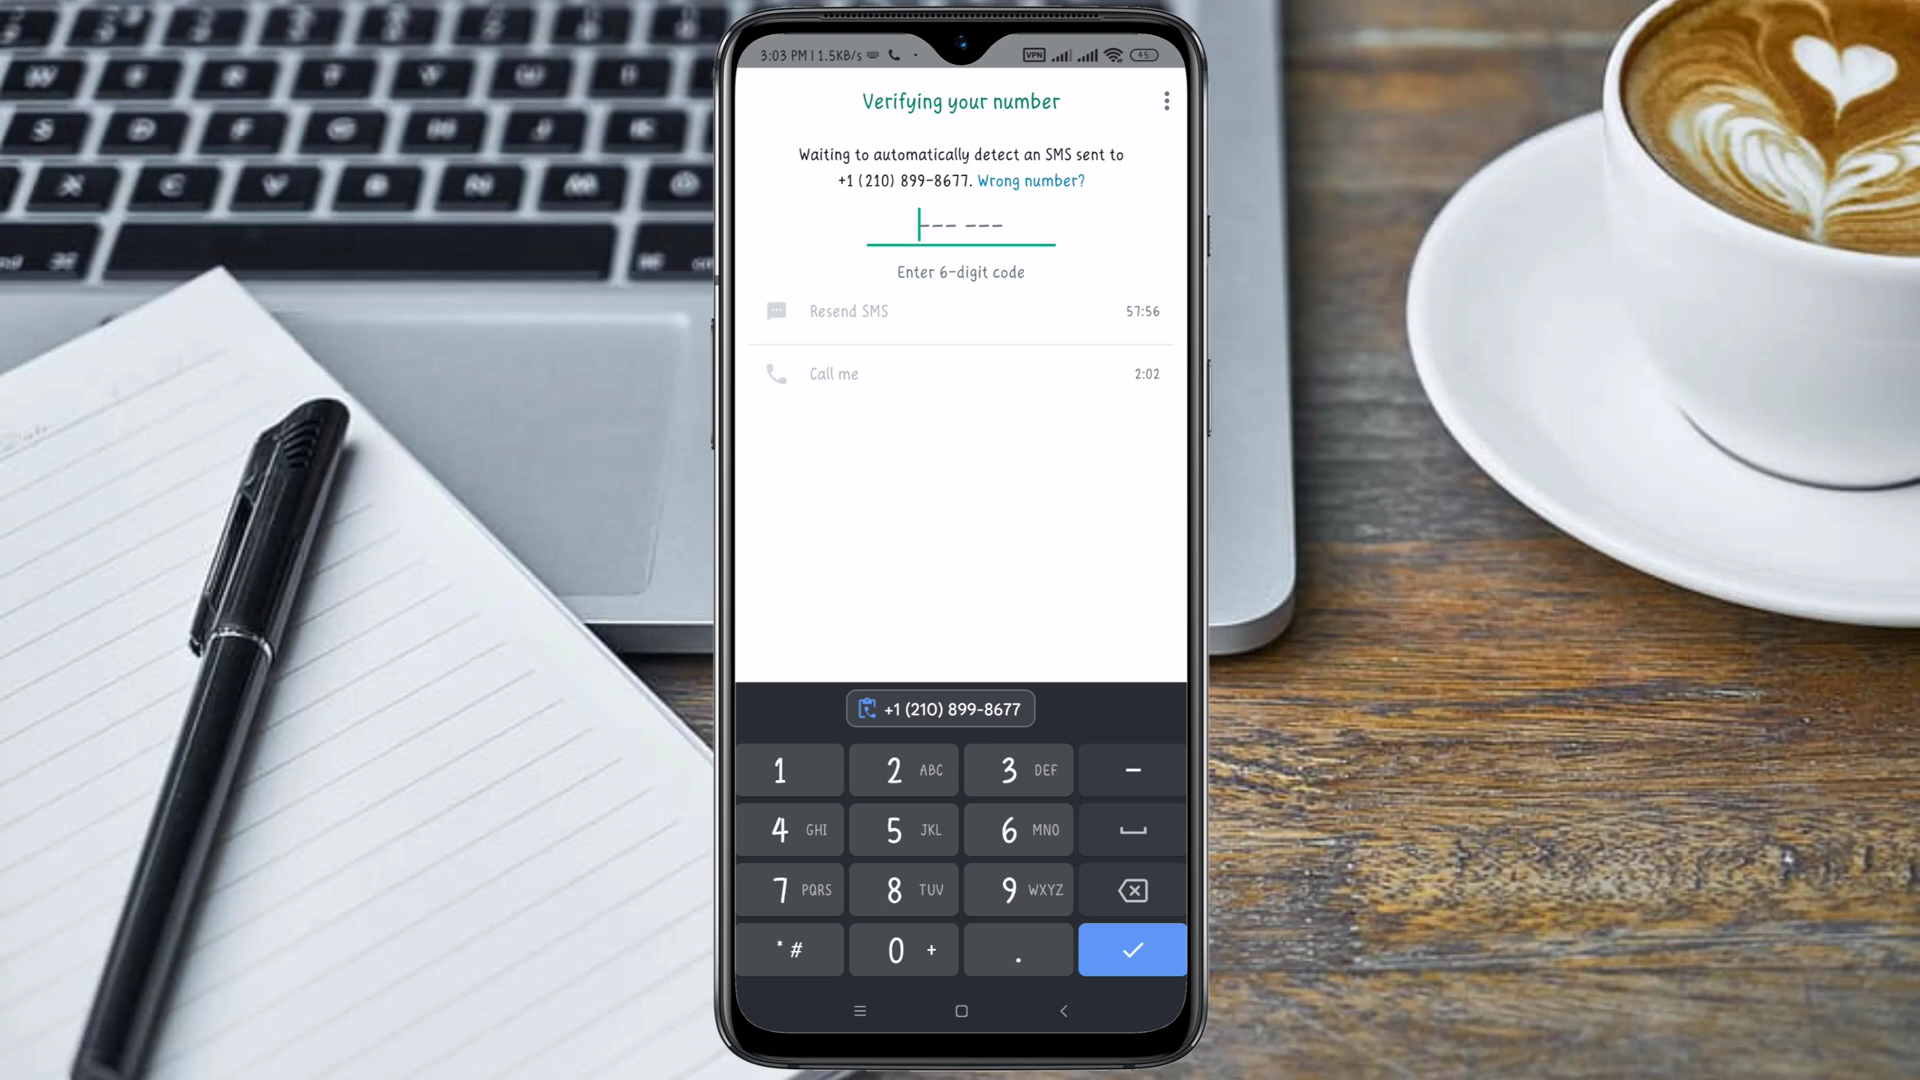 3:03 PM | 1.5KB/s
VPN
45
Verifying your number
Waiting to automatically detect an SMS sent to
+1 (210) 899-8677. Wrong number?
--- ---
Enter 6-digit code
Resend SMS 57:56
Call me 2:02
+1 (210) 899-8677
1 2 ABC 3 DEF -
4 GHI 5 JKL 6 MNO
7 PQRS 8 TUV 9 WXYZ
* # 0 + .